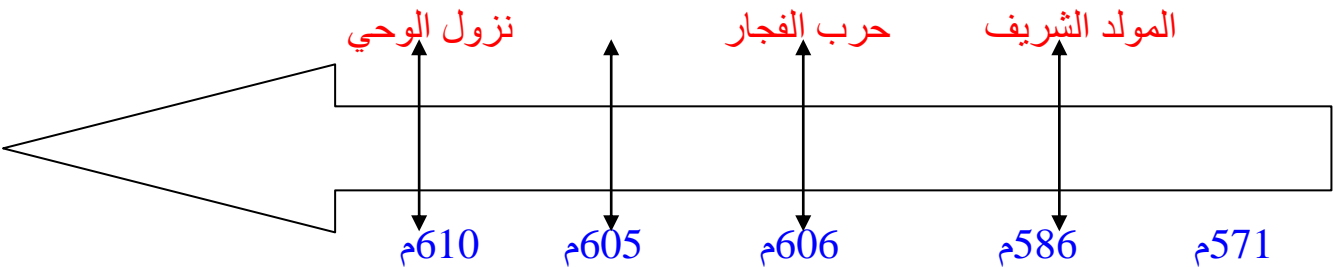 المولد الشريف حرب الفجار نزول الوحي
571م 586م 606م 605م 610م